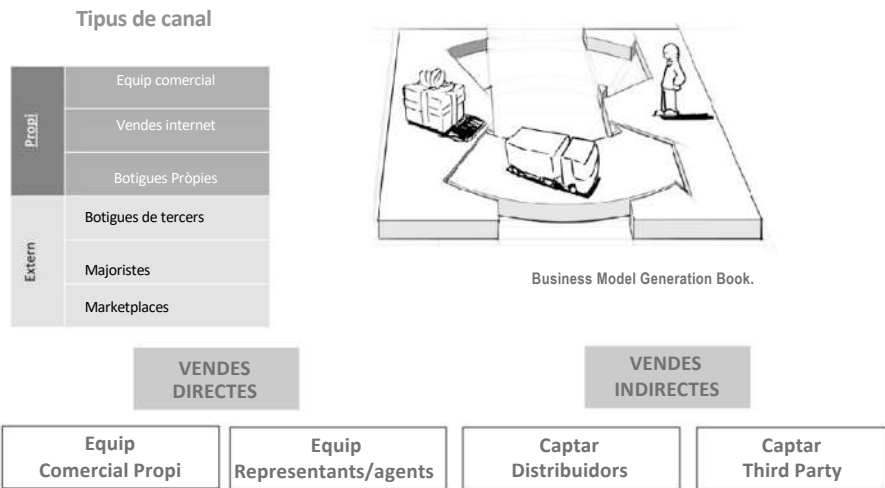 Tipus de canal
Propi
Equip comercial
Vendes internet
Botigues Pròpies
Extern
Botigues de tercers
Majoristes
Marketplaces
Business Model Generation Book.
VENDES
DIRECTES
VENDES
INDIRECTES
Equip
Comercial Propi
Equip
Representants/agents
Captar
Distribuidors
Captar
Third Party